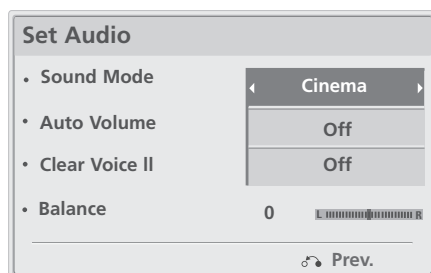 Set Audio
• Sound Mode Cinema
• Auto Volume Off
• Clear Voice ll Off
• Balance 0 L R
Prev.